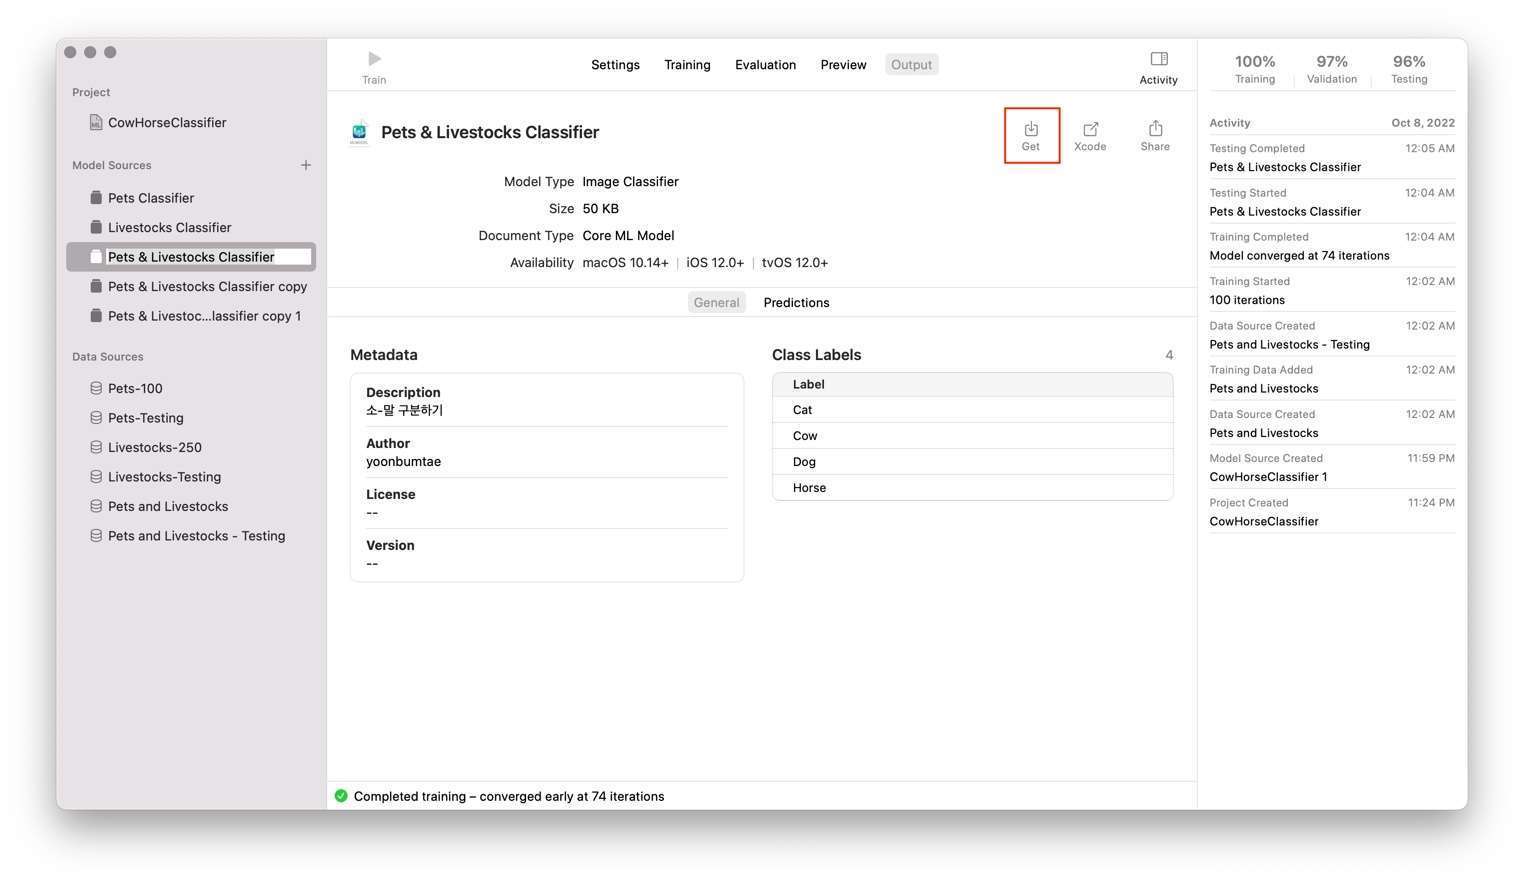 Project
CowHorseClassifier
Model Sources
Pets Classifier
Livestocks Classifier
Pets & Livestocks Classifier
Pets & Livestocks Classifier copy
Pets & Livestoc...lassifier copy 1
Data Sources
Pets-100
Pets-Testing
Livestocks-250
Livestocks-Testing
Pets and Livestocks
Pets and Livestocks - Testing
Train
Settings Training Evaluation Preview Output
Activity
Pets & Livestocks Classifier
Get Xcode Share
Model Type Image Classifier
Size 50 KB
Document Type Core ML Model
Availability macOS 10.14+ | iOS 12.0+ | tvOS 12.0+
General Predictions
Metadata
Description
소-말 구분하기
Author
yoonbumtae
License
--
Version
--
Class Labels 4
Label
Cat
Cow
Dog
Horse
Completed training – converged early at 74 iterations
100% 97% 96%
Training Validation Testing
Activity Oct 8, 2022
Testing Completed 12:05 AM
Pets & Livestocks Classifier
Testing Started 12:04 AM
Pets & Livestocks Classifier
Training Completed 12:04 AM
Model converged at 74 iterations
Training Started 12:02 AM
100 iterations
Data Source Created 12:02 AM
Pets and Livestocks - Testing
Training Data Added 12:02 AM
Pets and Livestocks
Data Source Created 12:02 AM
Pets and Livestocks
Model Source Created 11:59 PM
CowHorseClassifier 1
Project Created 11:24 PM
CowHorseClassifier